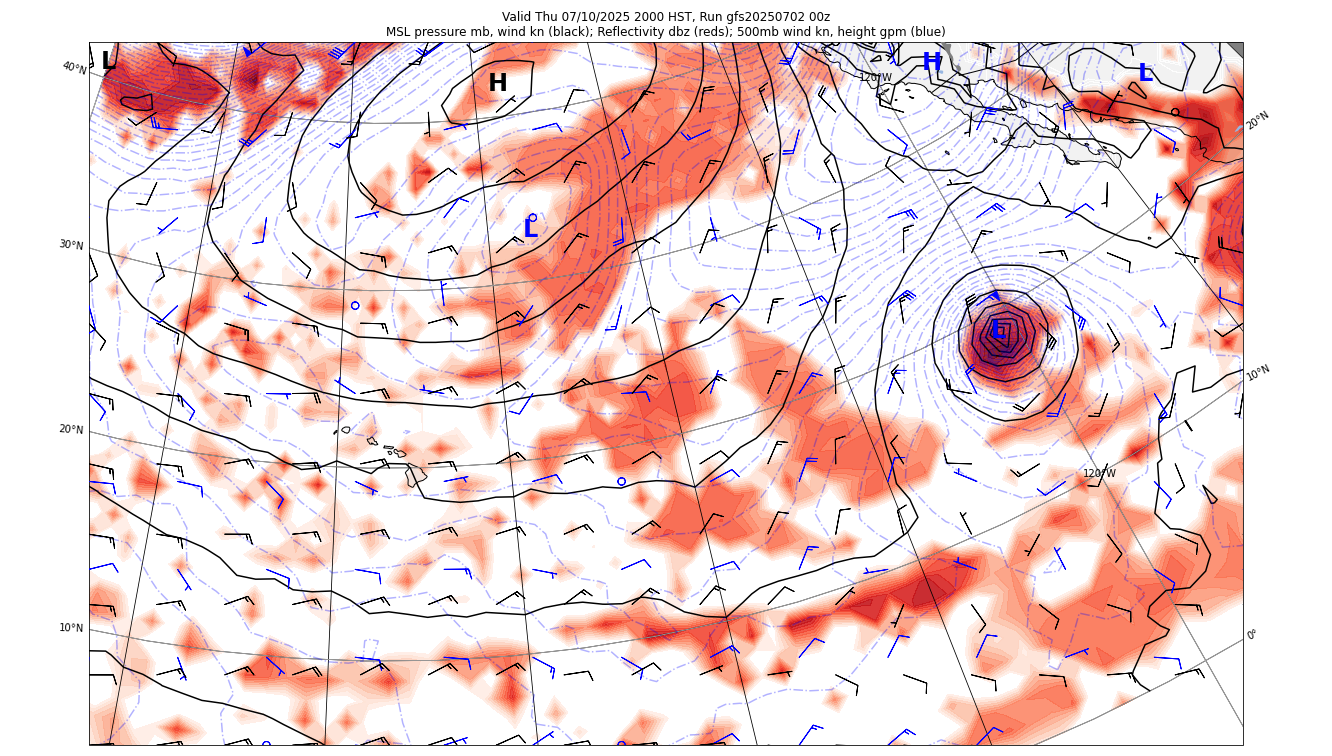 Valid Thu 07/10/2025 2000 HST, Run gfs20250702 00z
MSL pressure mb, wind kn (black); Reflectivity dbz (reds); 500mb wind kn, height gpm (blue)
L
H
H
L
40°N
120°W
20°N
30°N
L
L
10°N
20°N
120°W
10°N
0°